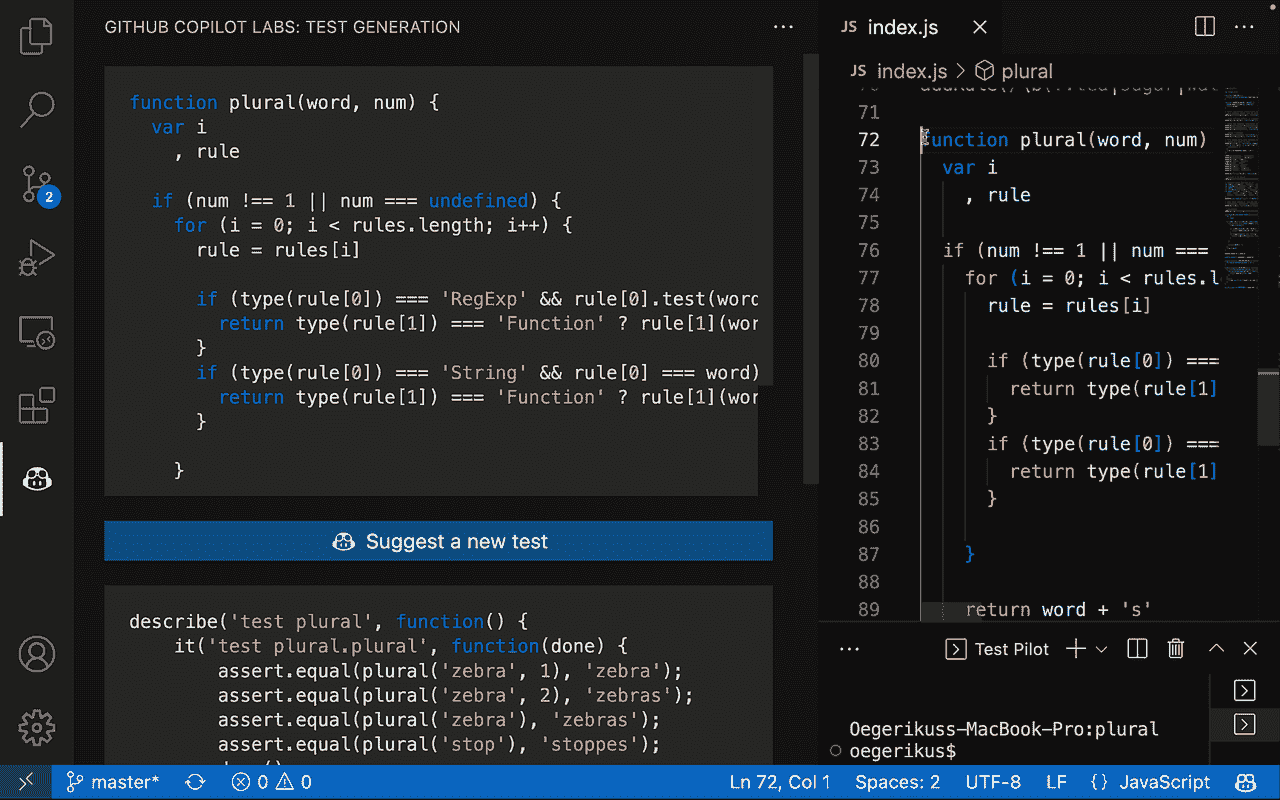 GITHUB COPILOT LABS: TEST GENERATION
function plural(word, num) {
var i
, rule
if (num !== 1 || num === undefined) {
for (i = 0; i < rules.length; i++) {
rule = rules[i]
if (type(rule[0]) === 'RegExp' && rule[0].test(word
return type(rule[1]) === 'Function' ? rule[1](wor
}
if (type(rule[0]) === 'String' && rule[0] === word)
return type(rule[1]) === 'Function' ? rule[1](wor
}
}
Suggest a new test
describe('test plural', function() {
it('test plural.plural', function(done) {
assert.equal(plural('zebra', 1), 'zebra');
assert.equal(plural('zebra', 2), 'zebras');
assert.equal(plural('zebra'), 'zebras');
assert.equal(plural('stop'), 'stoppes');
2
JS index.js
JS index.js > plural
71
72 function plural(word, num)
73 var i
74 , rule
75
76 if (num !== 1 || num ===
77 for (i = 0; i < rules.l
78 rule = rules[i]
79
80 if (type(rule[0]) ===
81 return type(rule[1]
82 }
83 if (type(rule[0]) ===
84 return type(rule[1]
85 }
86
87 }
88
89 return word + 's'
Test Pilot
Oegerikuss-MacBook-Pro:plural
oegerikus$
master* 0 0 Ln 72, Col 1 Spaces: 2 UTF-8 LF {} JavaScript